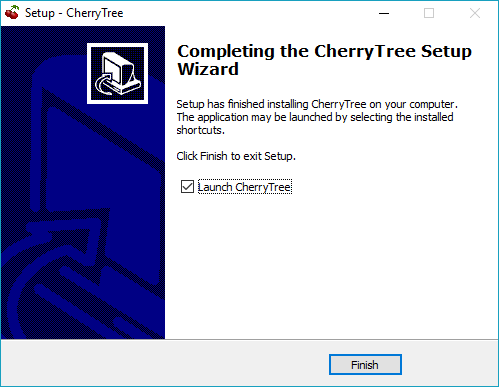 Setup - CherryTree
Completing the CherryTree Setup
Wizard
Setup has finished installing CherryTree on your computer.
The application may be launched by selecting the installed
shortcuts.
Click Finish to exit Setup.
Launch CherryTree
Finish